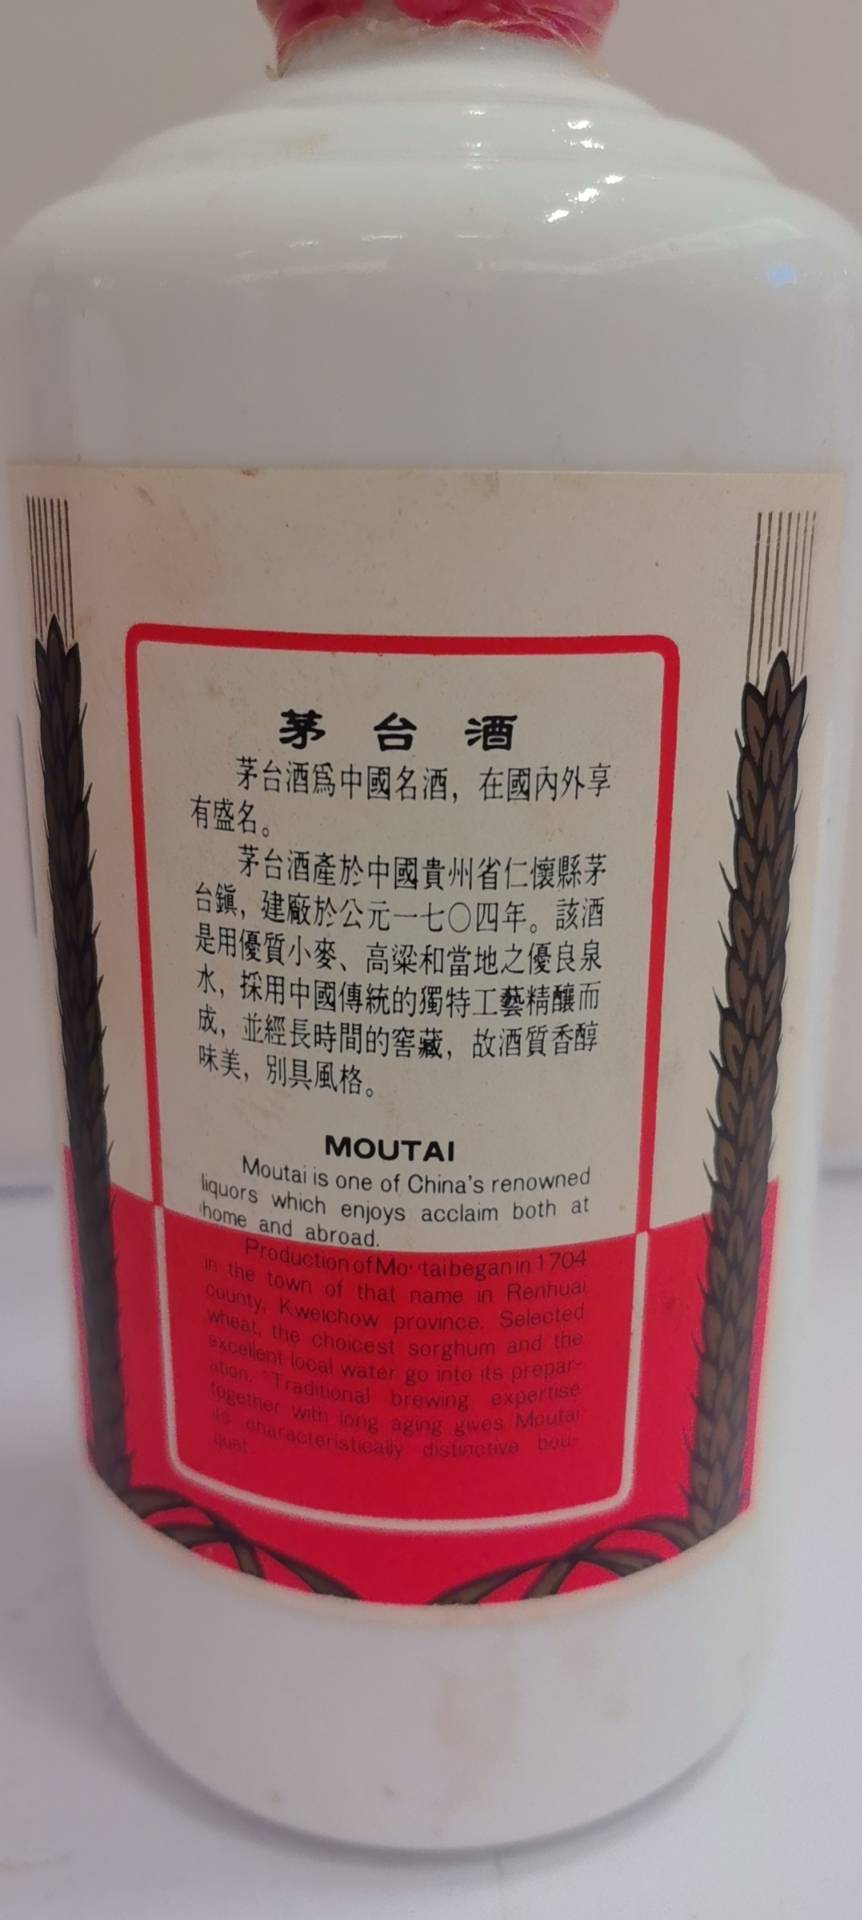 茅台酒
茅台酒爲中國名酒，在國內外享
有盛名。
茅台酒產於中國貴州省仁懷縣茅
台鎭，建廠於公元一七〇四年。該酒
是用優質小麥、高粱和當地之優良泉
水，採用中國傳統的獨特工藝精釀而
成，並經長時間的窖藏，故酒質香醇
味美，別具風格。
MOUTAI
Moutai is one of China's renowned
liquors which enjoys acclaim both at
home and abroad.
Production of Moutai began in 1704
in the town of that name in Renhuai
county, Kweichow province. Selected
wheat, the choicest sorghum and the
excellent local water go into its prepar-
ation. Traditional brewing expertise
together with long aging gives Moutai
its characteristically distinctive bou-
quet.